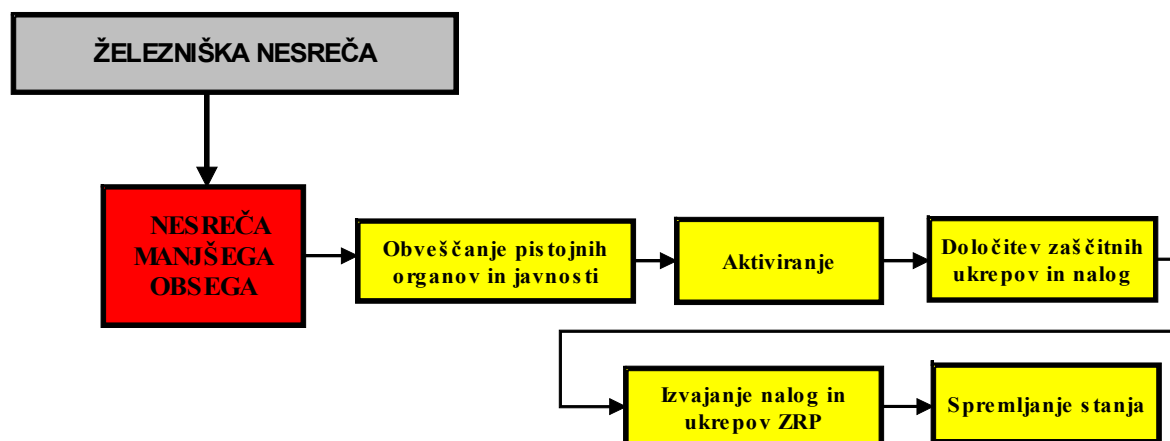 ŽELEZNIŠKA NESREČA
NESREČA
MANJŠEGA
OBSEGA
Obveščanje pistojnih
organov in javnosti
Aktiviranje
Določitev zaščitnih
ukrepov in nalog
Izvajanje nalog in
ukrepov ZRP
Spremljanje stanja